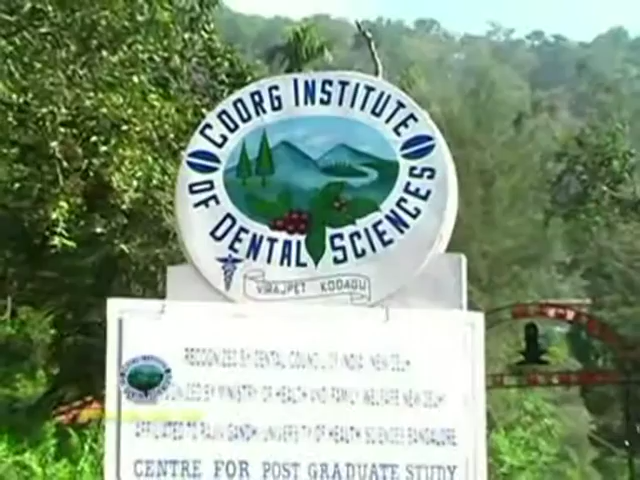 COORG INSTITUTE
OF DENTAL SCIENCES
VIRAJPET KODAGU
RECOGNIZED BY DENTAL COUNCIL OF INDIA NEW DELHI
BY MINISTRY OF HEALTH AND FAMILY WELFARE NEW DELHI
AFFILIATED TO RAJIV GANDHI UNIVERSITY OF HEALTH SCIENCES BANGALORE
CENTRE FOR POST GRADUATE STUDY